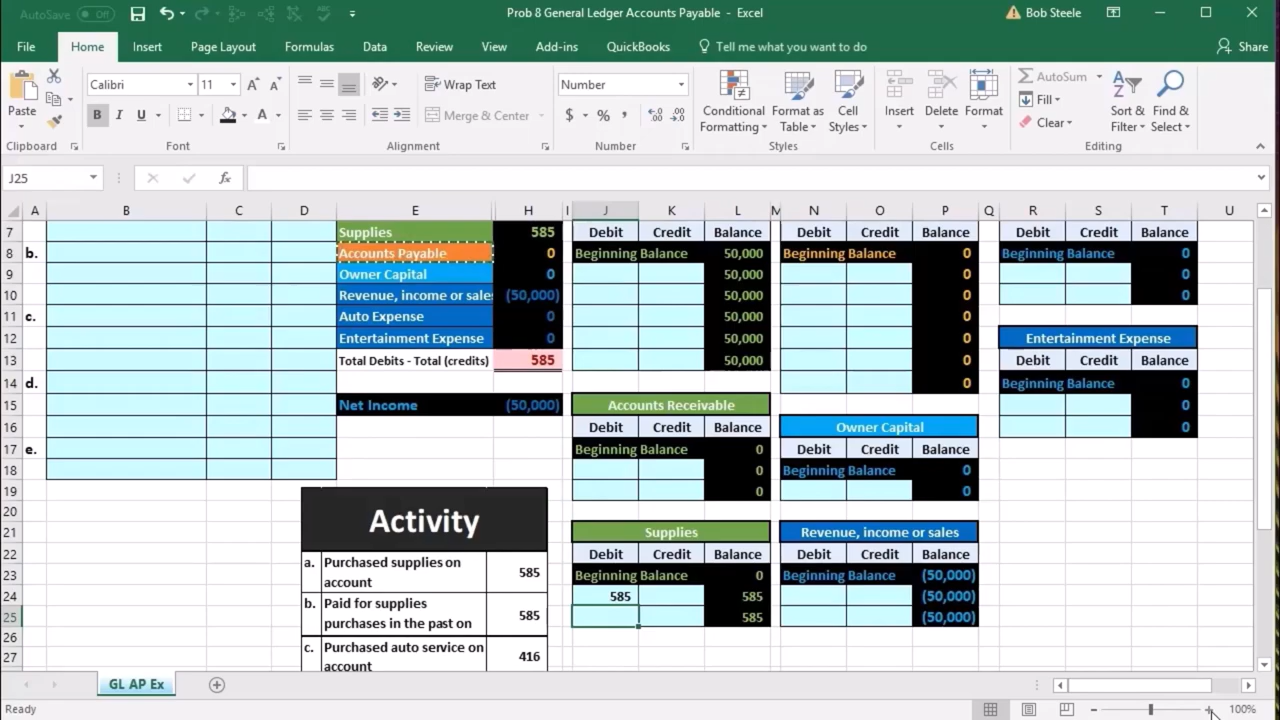 AutoSave Off
Prob 8 General Ledger Accounts Payable - Excel
Bob Steele
File Home Insert Page Layout Formulas Data Review View Add-ins QuickBooks Tell me what you want to do Share
Calibri 11 Wrap Text Number AutoSum
Paste Conditional Format as Cell Insert Delete Format Fill Sort & Find &
B I U Merge & Center $ % , Formatting Table Styles Clear Filter Select
Clipboard Font Alignment Number Styles Cells Editing
J25 fx
A B C D E H I J K L M N O P Q R S T U
7 Supplies 585 Debit Credit Balance Debit Credit Balance Debit Credit Balance
8 b. Accounts Payable 0 Beginning Balance 50,000 Beginning Balance 0 Beginning Balance 0
9 Owner Capital 0 50,000 0 0
10 Revenue, income or sales (50,000) 50,000 0 0
11 c. Auto Expense 0 50,000 0
12 Entertainment Expense 0 50,000 0 Entertainment Expense
13 Total Debits - Total (credits) 585 50,000 0 Debit Credit Balance
14 d. 0 Beginning Balance 0
15 Net Income (50,000) Accounts Receivable 0
16 Debit Credit Balance Owner Capital 0
17 e. Beginning Balance 0 Debit Credit Balance
18 0 Beginning Balance 0
19 0 0
20
21 Supplies Revenue, income or sales
22 Debit Credit Balance Debit Credit Balance
23 Beginning Balance 0 Beginning Balance (50,000)
24 585 585 (50,000)
25 585 (50,000)
26
27
Activity
a. Purchased supplies on account 585
b. Paid for supplies purchases in the past on 585
c. Purchased auto service on account 416
GL AP Ex
Ready 100%